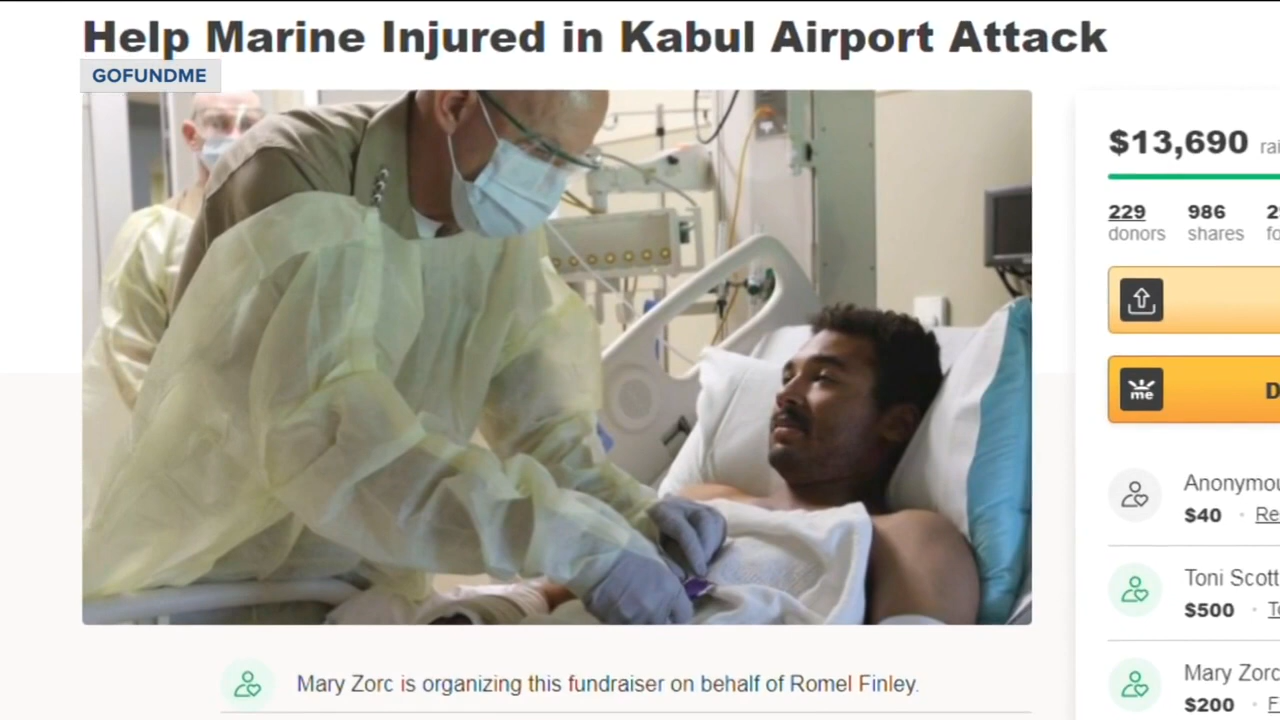 Help Marine Injured in Kabul Airport Attack
GOFUNDME
$13,690
229 986
donors shares
me
$40
Toni Scott
$500
Mary Zorc
$200
Mary Zorc is organizing this fundraiser on behalf of Romel Finley.